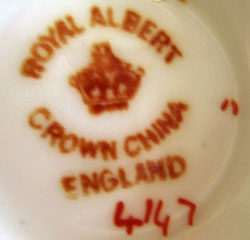 ROYAL ALBERT
CROWN CHINA
ENGLAND
4147